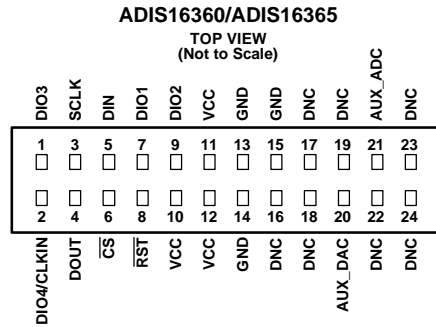 ADIS16360/ADIS16365
TOP VIEW
(Not to Scale)
DIO3 SCLK DIN DIO1 DIO2 VCC GND GND DNC DNC AUX_ADC DNC
1 3 5 7 9 11 13 15 17 19 21 23
2 4 6 8 10 12 14 16 18 20 22 24
DIO4/CLKIN DOUT CS RST VCC VCC GND DNC DNC AUX_DAC DNC DNC